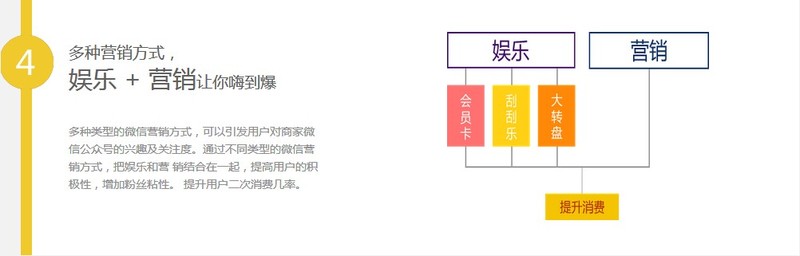 4
多种营销方式，
娱乐 + 营销让你嗨到爆
多种类型的微信营销方式，可以引发用户对商家微
信公众号的兴趣及关注度。通过不同类型的微信营
销方式，把娱乐和营 销结合在一起，提高用户的积
极性，增加粉丝粘性。 提升用户二次消费几率。
娱乐
营销
会员卡
刮刮乐
大转盘
提升消费